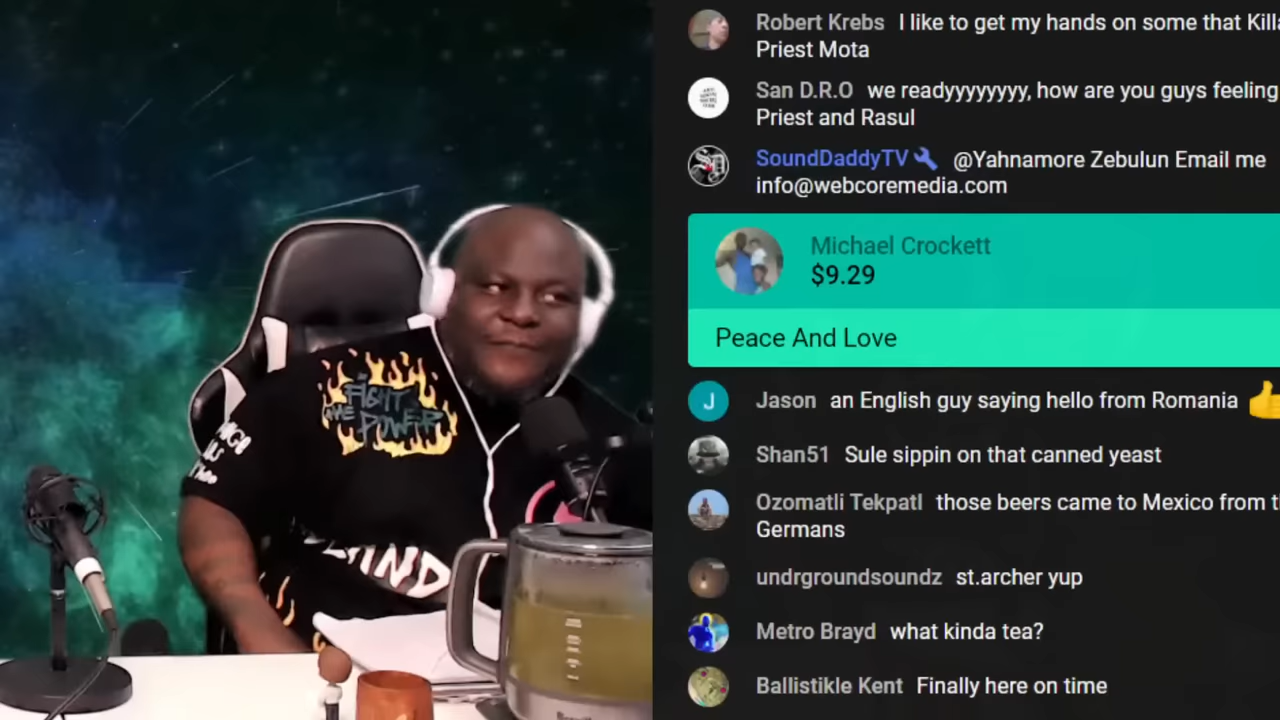 Robert Krebs I like to get my hands on some that Killa
Priest Mota
San D.R.O we readyyyyyyyy, how are you guys feeling
Priest and Rasul
SoundDaddyTV @Yahnamore Zebulun Email me
info@webcoremedia.com
Michael Crockett
$9.29
Peace And Love
J Jason an English guy saying hello from Romania
Shan51 Sule sippin on that canned yeast
Ozomatli Tekpatl those beers came to Mexico from t
Germans
undrgroundsoundz st.archer yup
Metro Brayd what kinda tea?
Ballistikle Kent Finally here on time
FIGHT
THE
POWER